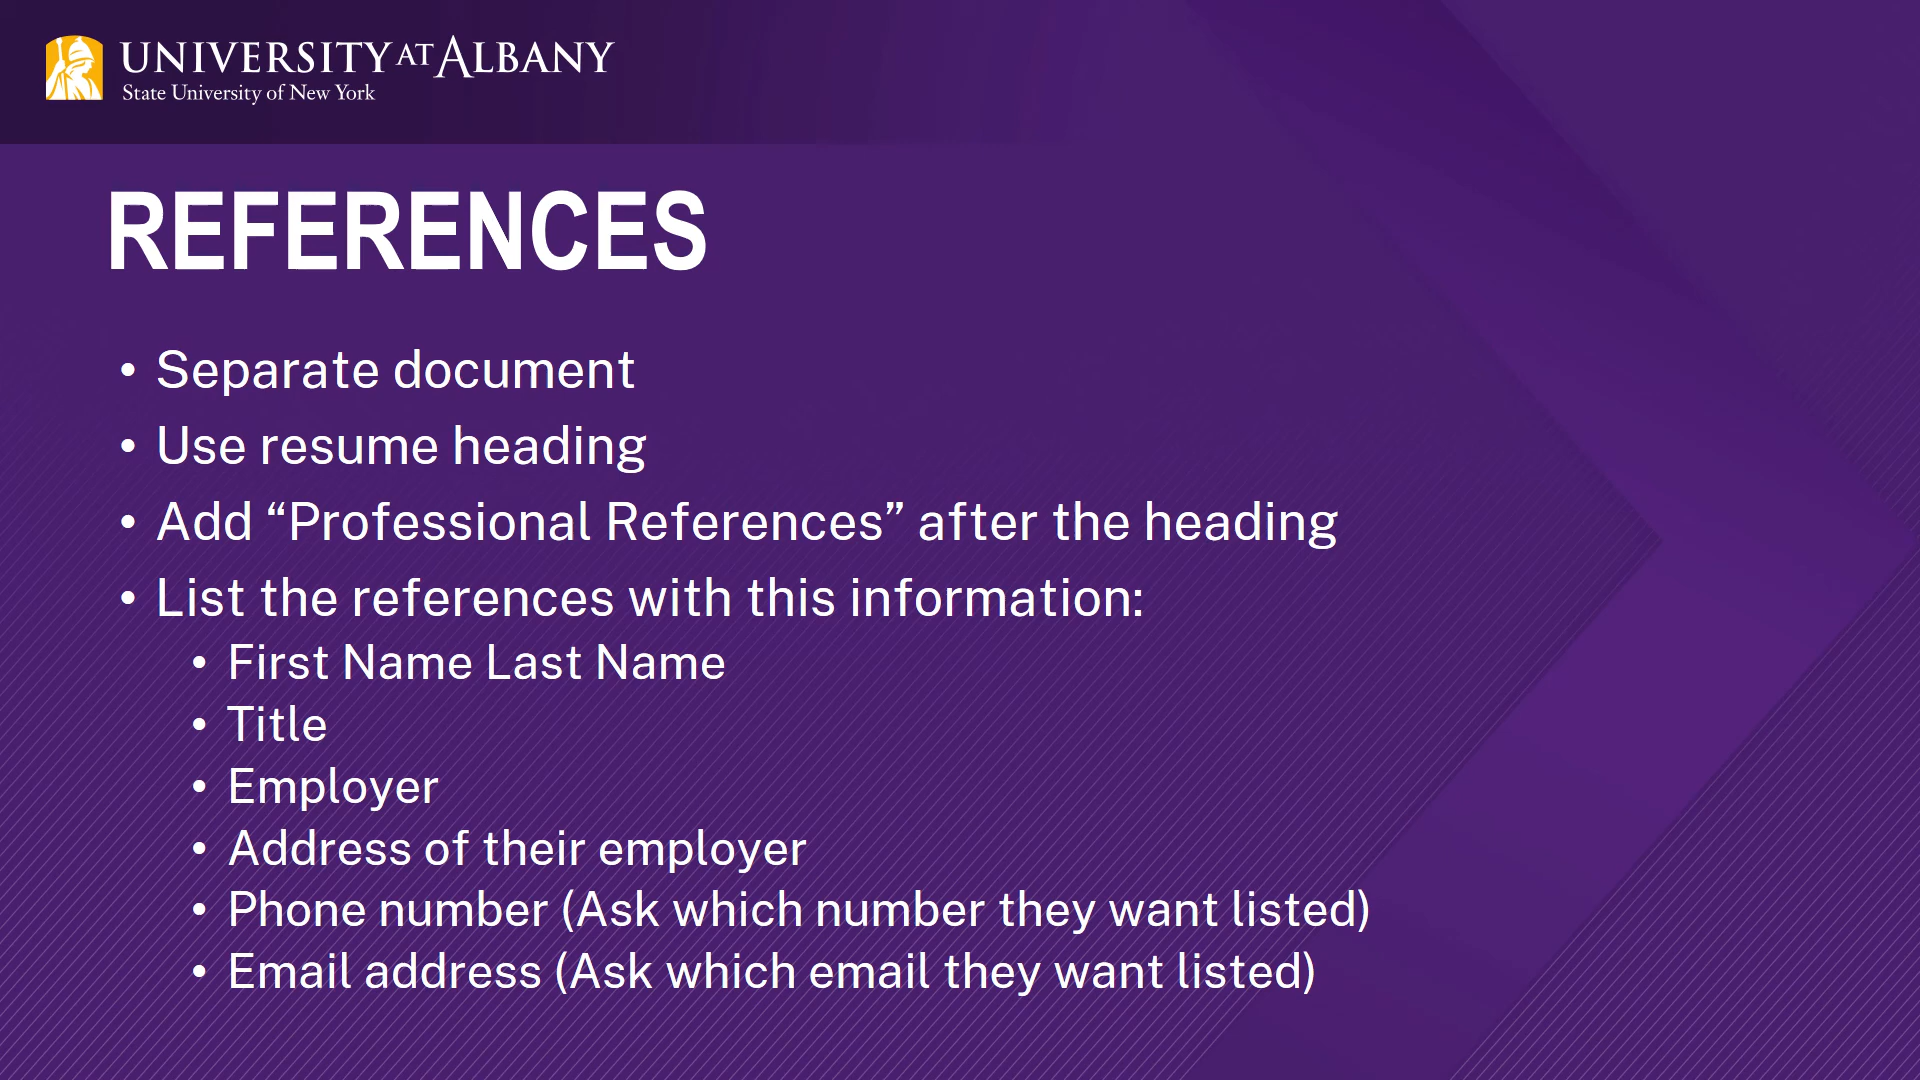 UNIVERSITY AT ALBANY
State University of New York
REFERENCES
• Separate document
• Use resume heading
• Add “Professional References” after the heading
• List the references with this information:
• First Name Last Name
• Title
• Employer
• Address of their employer
• Phone number (Ask which number they want listed)
• Email address (Ask which email they want listed)